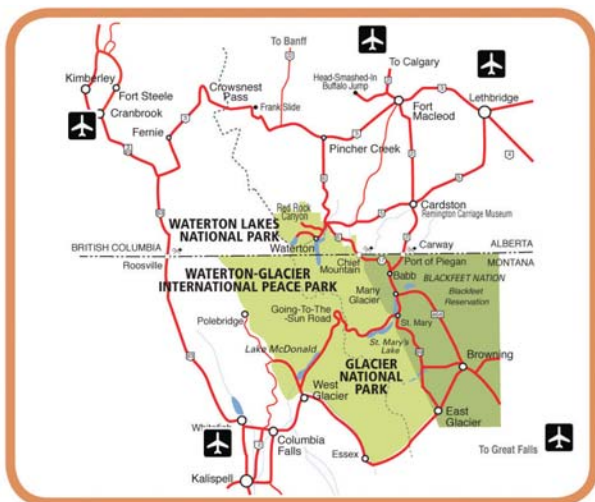 To Banff
To Calgary
Head-Smashed-In
Buffalo Jump
Kimberley
Fort Steele
Crowsnest
Pass
Frank Slide
Fort
Macleod
Lethbridge
Cranbrook
Fernie
Pincher Creek
Cardston
Remington Carriage Museum
Red Rock
Canyon
WATERTON LAKES
NATIONAL PARK
Waterton
Carway
BRITISH COLUMBIA
ALBERTA
Roosville
Chief
Mountain
Port of Piegan
MONTANA
WATERTON-GLACIER
INTERNATIONAL PEACE PARK
Babb
BLACKFEET NATION
Many
Glacier
Blackfeet
Reservation
Going-To-The
-Sun Road
Polebridge
St. Mary
Lake McDonald
St. Mary's
Lake
GLACIER
NATIONAL
PARK
Browning
West
Glacier
East
Glacier
Columbia
Falls
Essex
To Great Falls
Kalispell